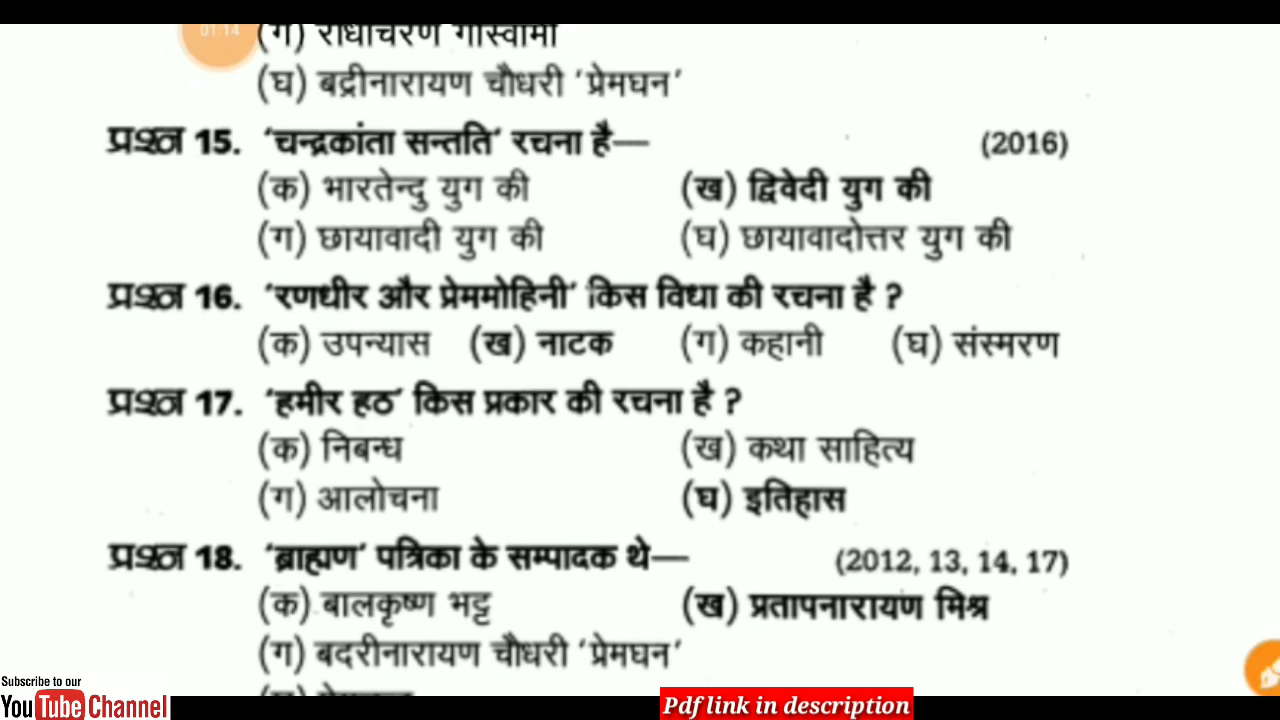 01:14
(ग) राधाचरण गोस्वामी
(घ) बद्रीनारायण चौधरी ‘प्रेमघन’
प्रश्न 15. ‘चन्द्रकांता सन्तति’ रचना है— (2016)
(क) भारतेन्दु युग की (ख) द्विवेदी युग की
(ग) छायावादी युग की (घ) छायावादोत्तर युग की
प्रश्न 16. ‘रणधीर और प्रेममोहिनी’ किस विधा की रचना है ?
(क) उपन्यास (ख) नाटक (ग) कहानी (घ) संस्मरण
प्रश्न 17. ‘हमीर हठ’ किस प्रकार की रचना है ?
(क) निबन्ध (ख) कथा साहित्य
(ग) आलोचना (घ) इतिहास
प्रश्न 18. ‘ब्राह्मण’ पत्रिका के सम्पादक थे— (2012, 13, 14, 17)
(क) बालकृष्ण भट्ट (ख) प्रतापनारायण मिश्र
(ग) बदरीनारायण चौधरी ‘प्रेमघन’
Subscribe to our
YouTube Channel
Pdf link in description